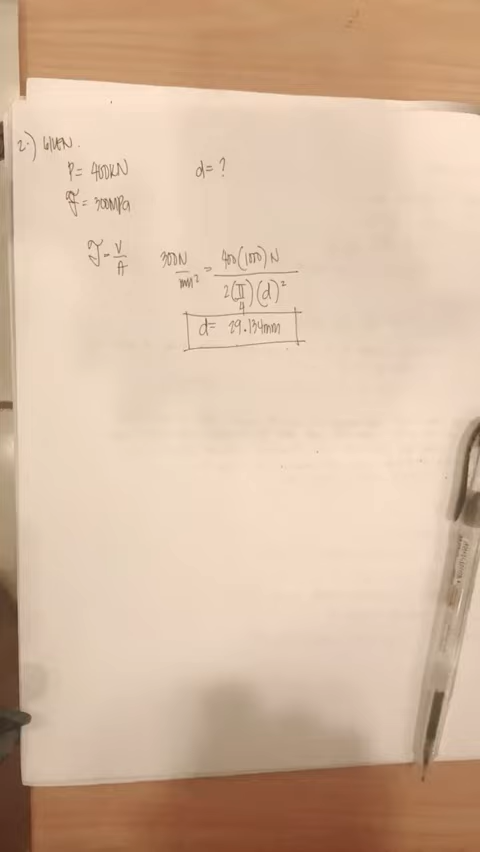 2.) GIVEN.
P = 400KN d = ?
𝒯 = 300MPa
𝒯 = V/A 300N/mm² = 400(1000)N / 2(π/4)(d)²
d = 29.134mm